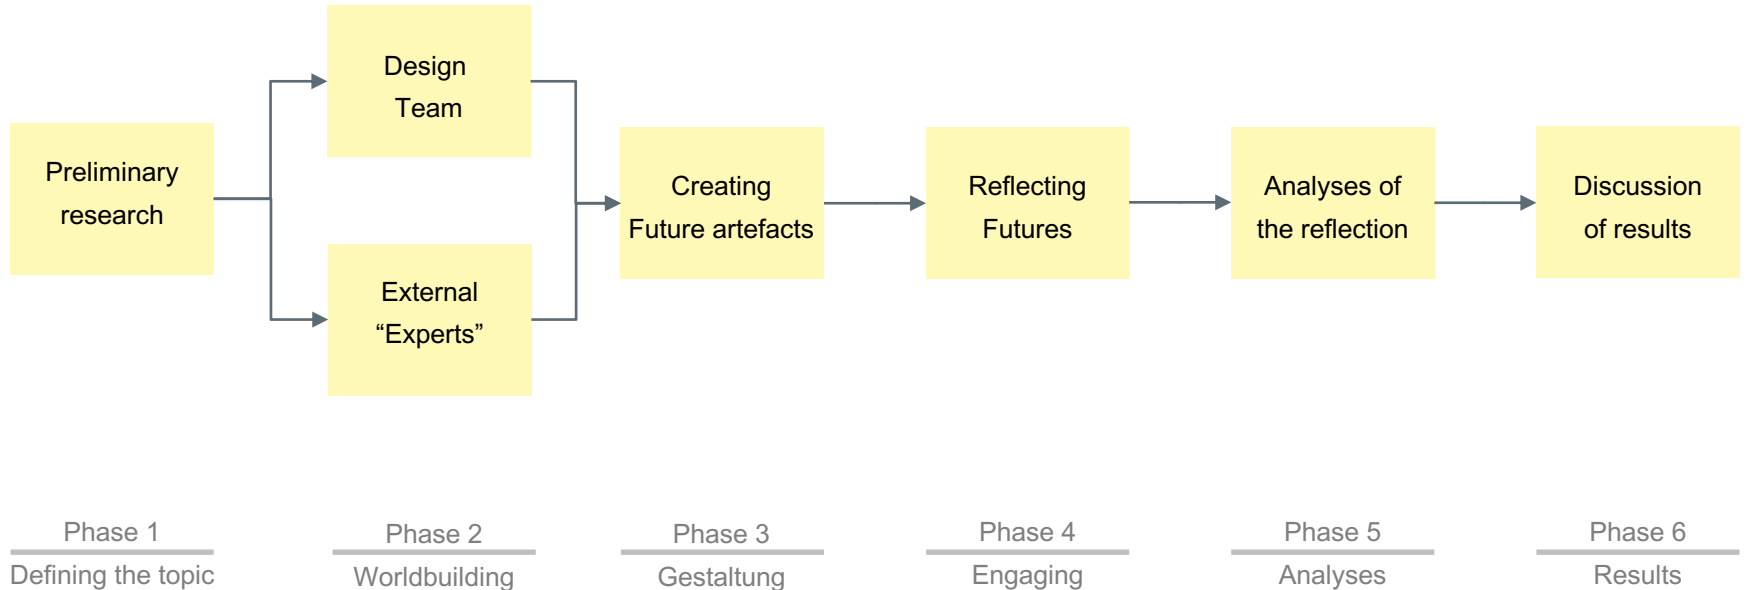 Preliminary
research
Design
Team
External
“Experts”
Creating
Future artefacts
Reflecting
Futures
Analyses of
the reflection
Discussion
of results
Phase 1
Defining the topic
Phase 2
Worldbuilding
Phase 3
Gestaltung
Phase 4
Engaging
Phase 5
Analyses
Phase 6
Results